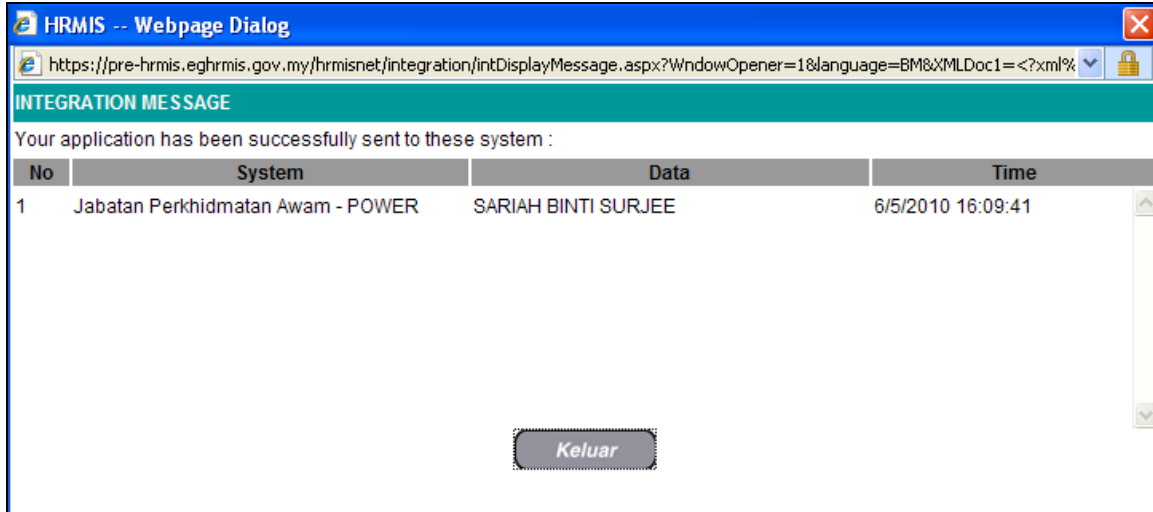 HRMIS -- Webpage Dialog
https://pre-hrmis.eghrmis.gov.my/hrmisnet/integration/intDisplayMessage.aspx?WndowOpener=1&language=BM&XMLDoc1=<?xml%
INTEGRATION MESSAGE
Your application has been successfully sent to these system :
No System Data Time
1 Jabatan Perkhidmatan Awam - POWER SARIAH BINTI SURJEE 6/5/2010 16:09:41
Keluar